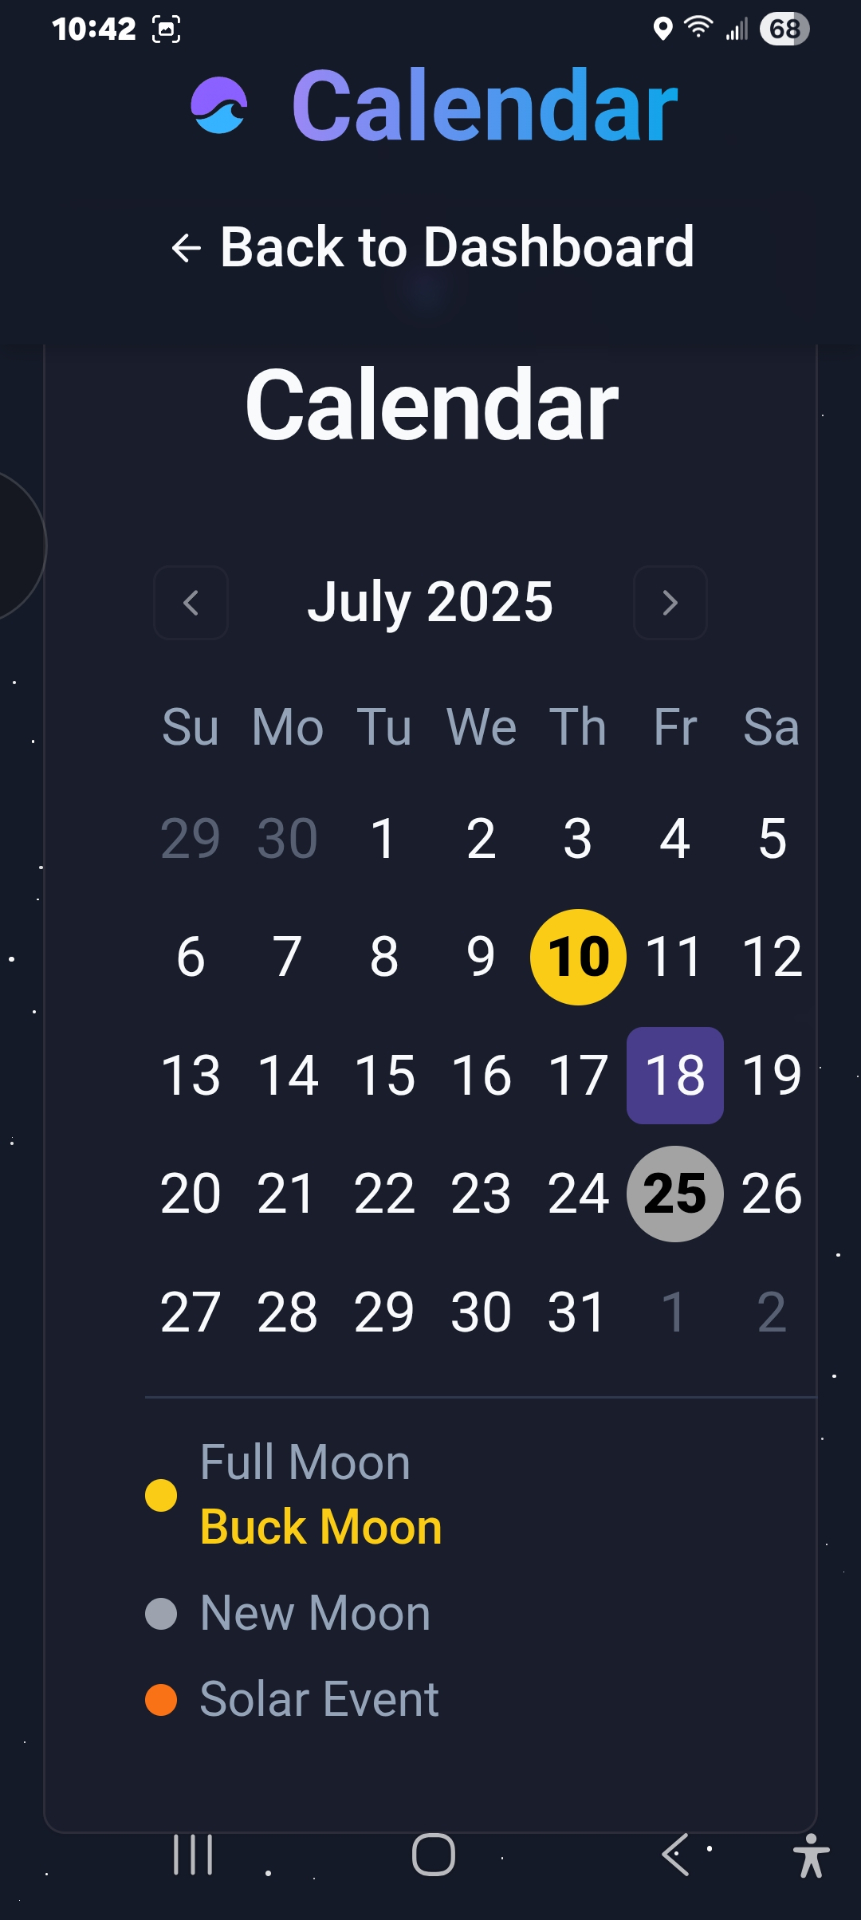 10:42 68
Calendar
← Back to Dashboard
Calendar
July 2025
Su Mo Tu We Th Fr Sa
29 30 1 2 3 4 5
6 7 8 9 10 11 12
13 14 15 16 17 18 19
20 21 22 23 24 25 26
27 28 29 30 31 1 2
Full Moon
Buck Moon
New Moon
Solar Event